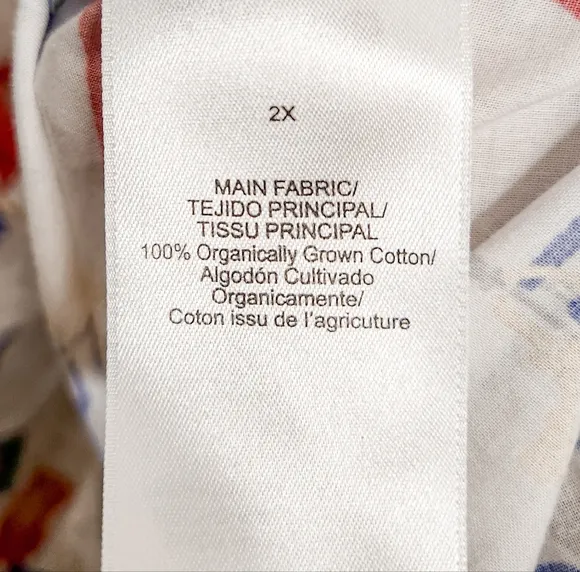 2X
MAIN FABRIC/
TEJIDO PRINCIPAL/
TISSU PRINCIPAL
100% Organically Grown Cotton/
Algodón Cultivado
Organicamente/
Coton issu de l'agricuture